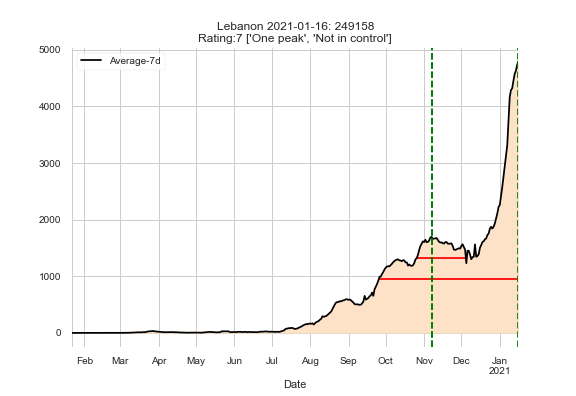 Lebanon 2021-01-16: 249158
Rating:7 ['One peak', 'Not in control']
5000
Average-7d
4000
3000
2000
1000
0
Feb Mar Apr May Jun Jul Aug Sep Oct Nov Dec Jan
2021
Date